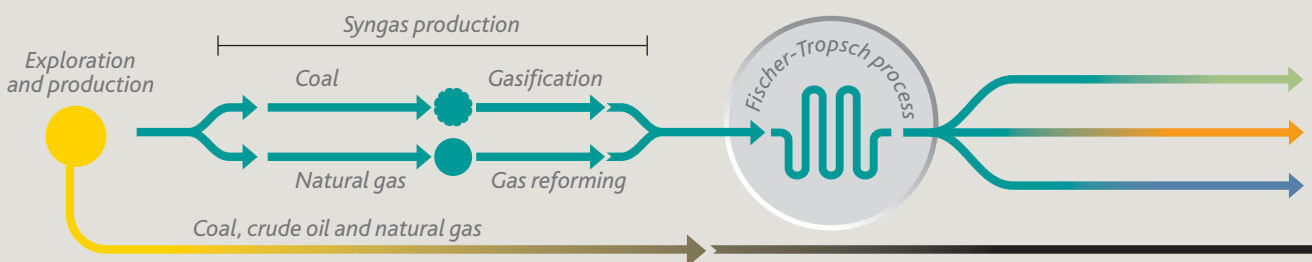 Syngas production
Exploration
and production
Coal
Gasification
Natural gas
Gas reforming
Coal, crude oil and natural gas
Fischer-Tropsch process